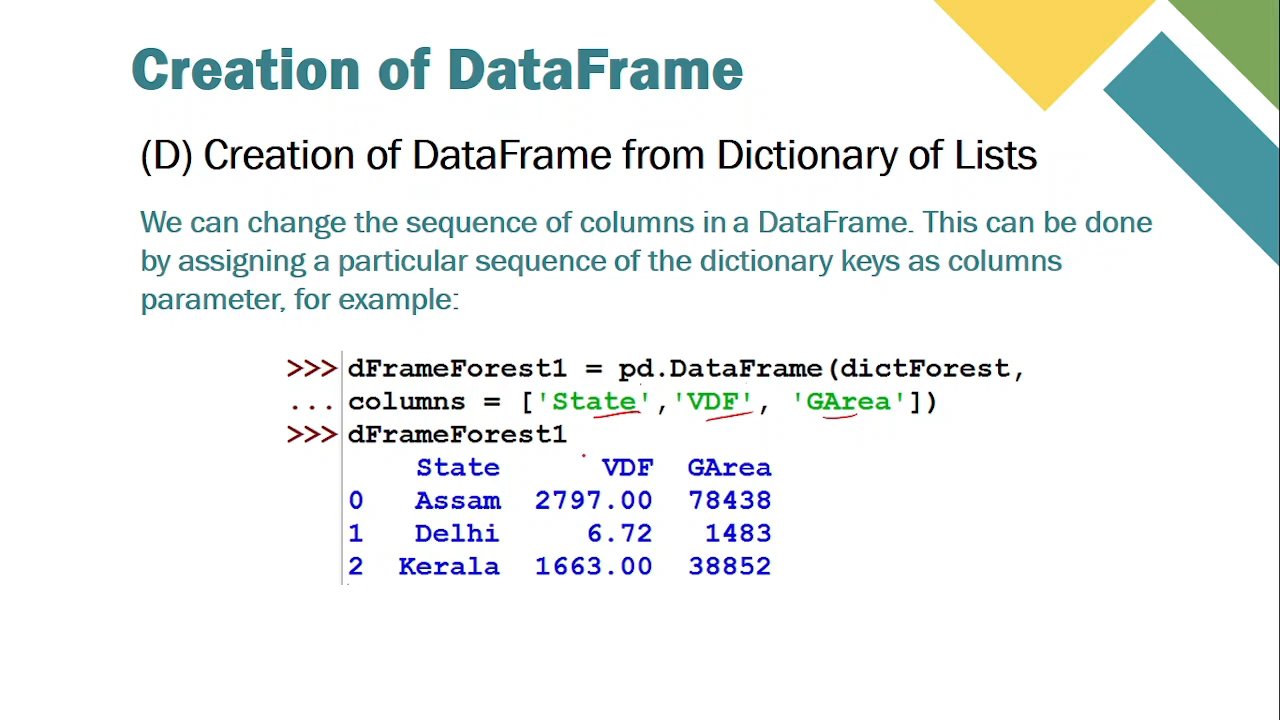 Creation of DataFrame
(D) Creation of DataFrame from Dictionary of Lists
We can change the sequence of columns in a DataFrame. This can be done
by assigning a particular sequence of the dictionary keys as columns
parameter, for example:
>>> dFrameForest1 = pd.DataFrame(dictForest,
... columns = ['State','VDF', 'GArea'])
>>> dFrameForest1
State VDF GArea
0 Assam 2797.00 78438
1 Delhi 6.72 1483
2 Kerala 1663.00 38852